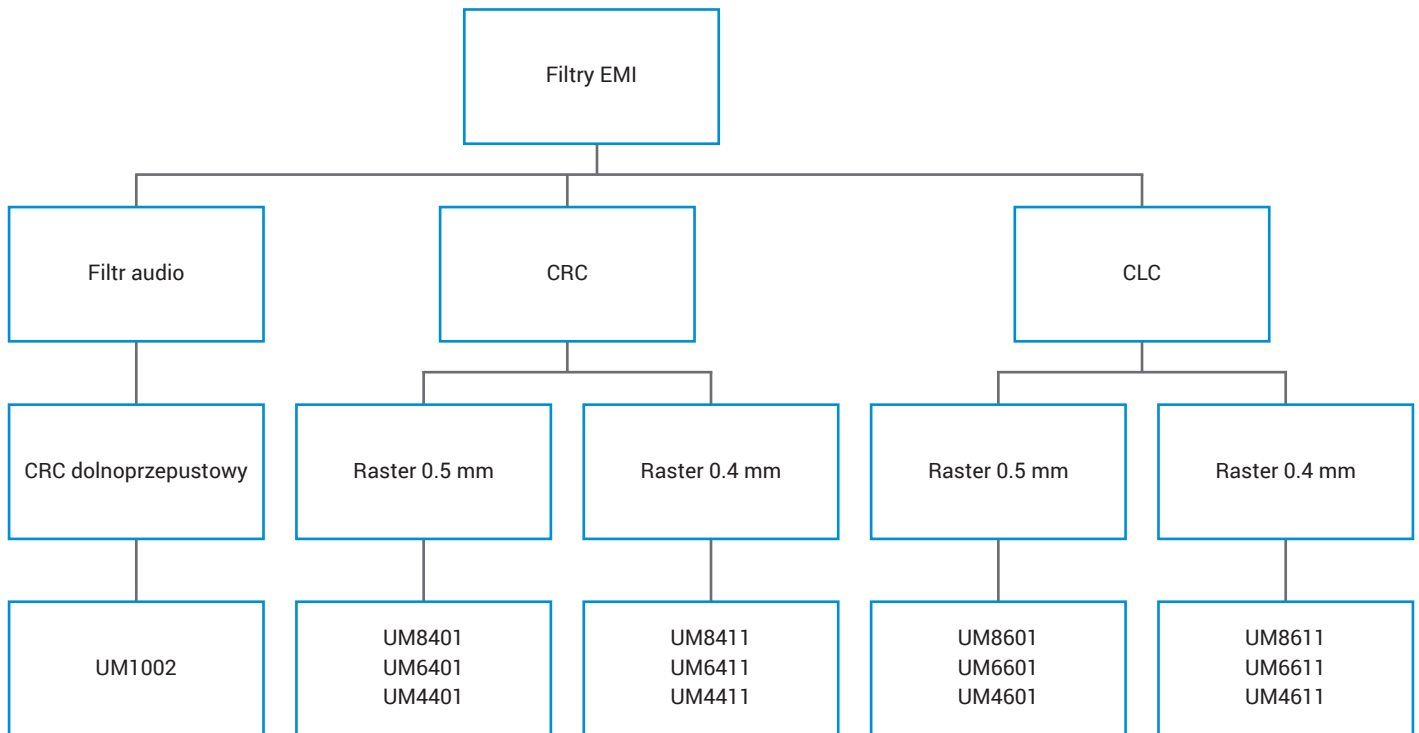 Filtry EMI
Filtr audio
CRC
CLC
CRC dolnoprzepustowy
Raster 0.5 mm
Raster 0.4 mm
Raster 0.5 mm
Raster 0.4 mm
UM1002
UM8401
UM6401
UM4401
UM8411
UM6411
UM4411
UM8601
UM6601
UM4601
UM8611
UM6611
UM4611